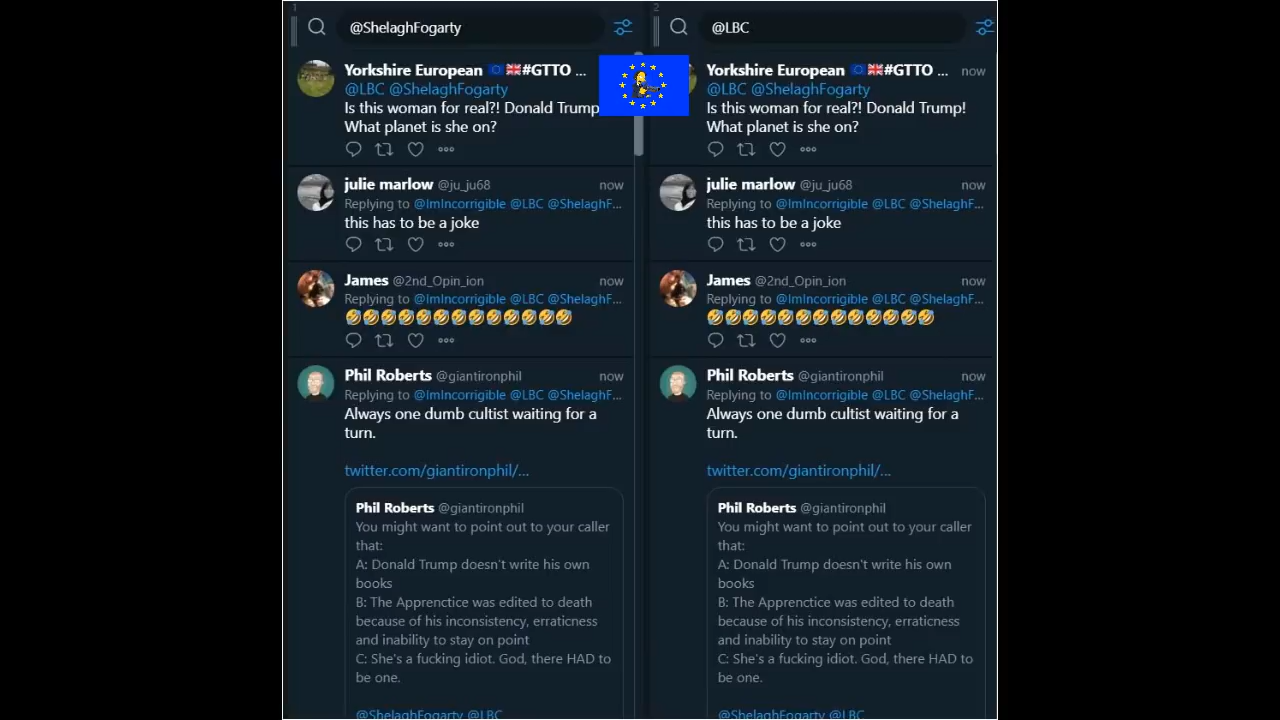 1
@ShelaghFogarty
Yorkshire European 🇪🇺🇬🇧#GTTO ...
@LBC @ShelaghFogarty
Is this woman for real?! Donald Trump
What planet is she on?
julie marlow @ju_ju68 now
Replying to @ImIncorrigible @LBC @ShelaghF...
this has to be a joke
James @2nd_Opin_ion now
Replying to @ImIncorrigible @LBC @ShelaghF...
🤣🤣🤣🤣🤣🤣🤣🤣🤣🤣🤣🤣🤣
Phil Roberts @giantironphil now
Replying to @ImIncorrigible @LBC @ShelaghF...
Always one dumb cultist waiting for a
turn.
twitter.com/giantironphil/...
Phil Roberts @giantironphil
You might want to point out to your caller
that:
A: Donald Trump doesn't write his own
books
B: The Apprenctice was edited to death
because of his inconsistency, erraticness
and inability to stay on point
C: She's a fucking idiot. God, there HAD to
be one.
@ShelaghFogarty @LBC
2
@LBC
Yorkshire European 🇪🇺🇬🇧#GTTO ... now
@LBC @ShelaghFogarty
Is this woman for real?! Donald Trump!
What planet is she on?
julie marlow @ju_ju68 now
Replying to @ImIncorrigible @LBC @ShelaghF...
this has to be a joke
James @2nd_Opin_ion now
Replying to @ImIncorrigible @LBC @ShelaghF...
🤣🤣🤣🤣🤣🤣🤣🤣🤣🤣🤣🤣🤣
Phil Roberts @giantironphil now
Replying to @ImIncorrigible @LBC @ShelaghF...
Always one dumb cultist waiting for a
turn.
twitter.com/giantironphil/...
Phil Roberts @giantironphil
You might want to point out to your caller
that:
A: Donald Trump doesn't write his own
books
B: The Apprenctice was edited to death
because of his inconsistency, erraticness
and inability to stay on point
C: She's a fucking idiot. God, there HAD to
be one.
@ShelaghFogarty @LBC